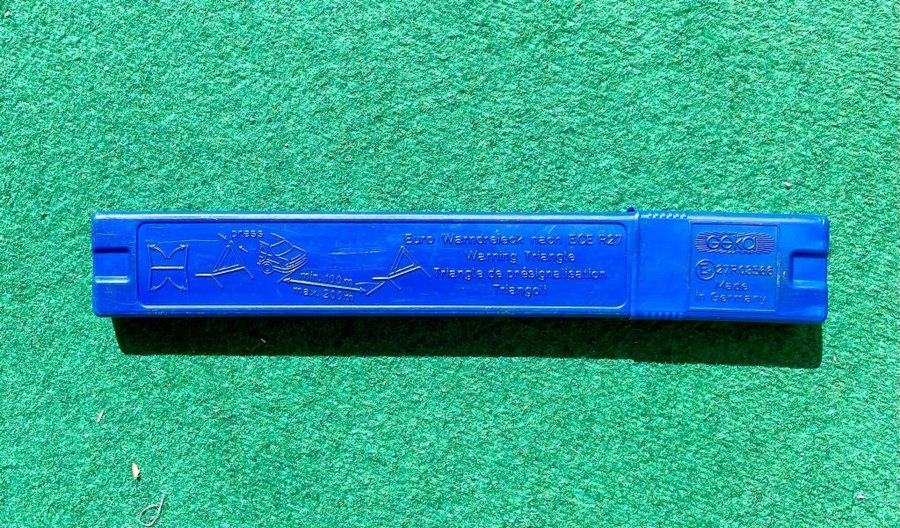 press
min. 100m
max. 200m
Euro Warndreieck nach ECE R27
Warning Triangle
Triangle de présignalisation
Triangoli
GEKA
Made
in Germany